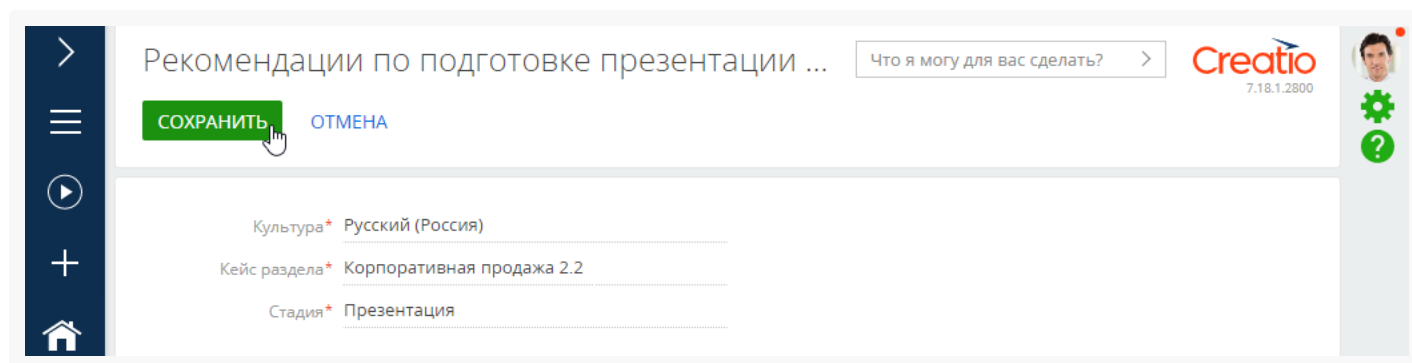 Рекомендации по подготовке презентации ...
Что я могу для вас сделать?
Creatio
7.18.1.2800
СОХРАНИТЬ
ОТМЕНА
Культура* Русский (Россия)
Кейс раздела* Корпоративная продажа 2.2
Стадия* Презентация